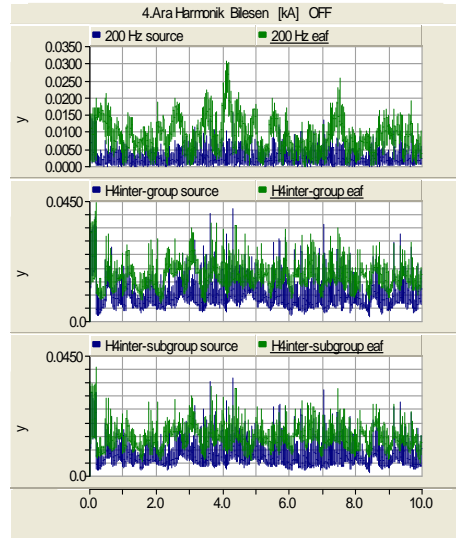 4.Ara Harmonik Bilesen [kA] OFF
200 Hz source 200 Hz eaf
0.0350
0.0300
0.0250
0.0200
0.0150
0.0100
0.0050
0.0000
y
H4inter-group source H4inter-group eaf
0.0450
0.0
y
H4inter-subgroup source H4inter-subgroup eaf
0.0450
0.0
y
0.0 2.0 4.0 6.0 8.0 10.0